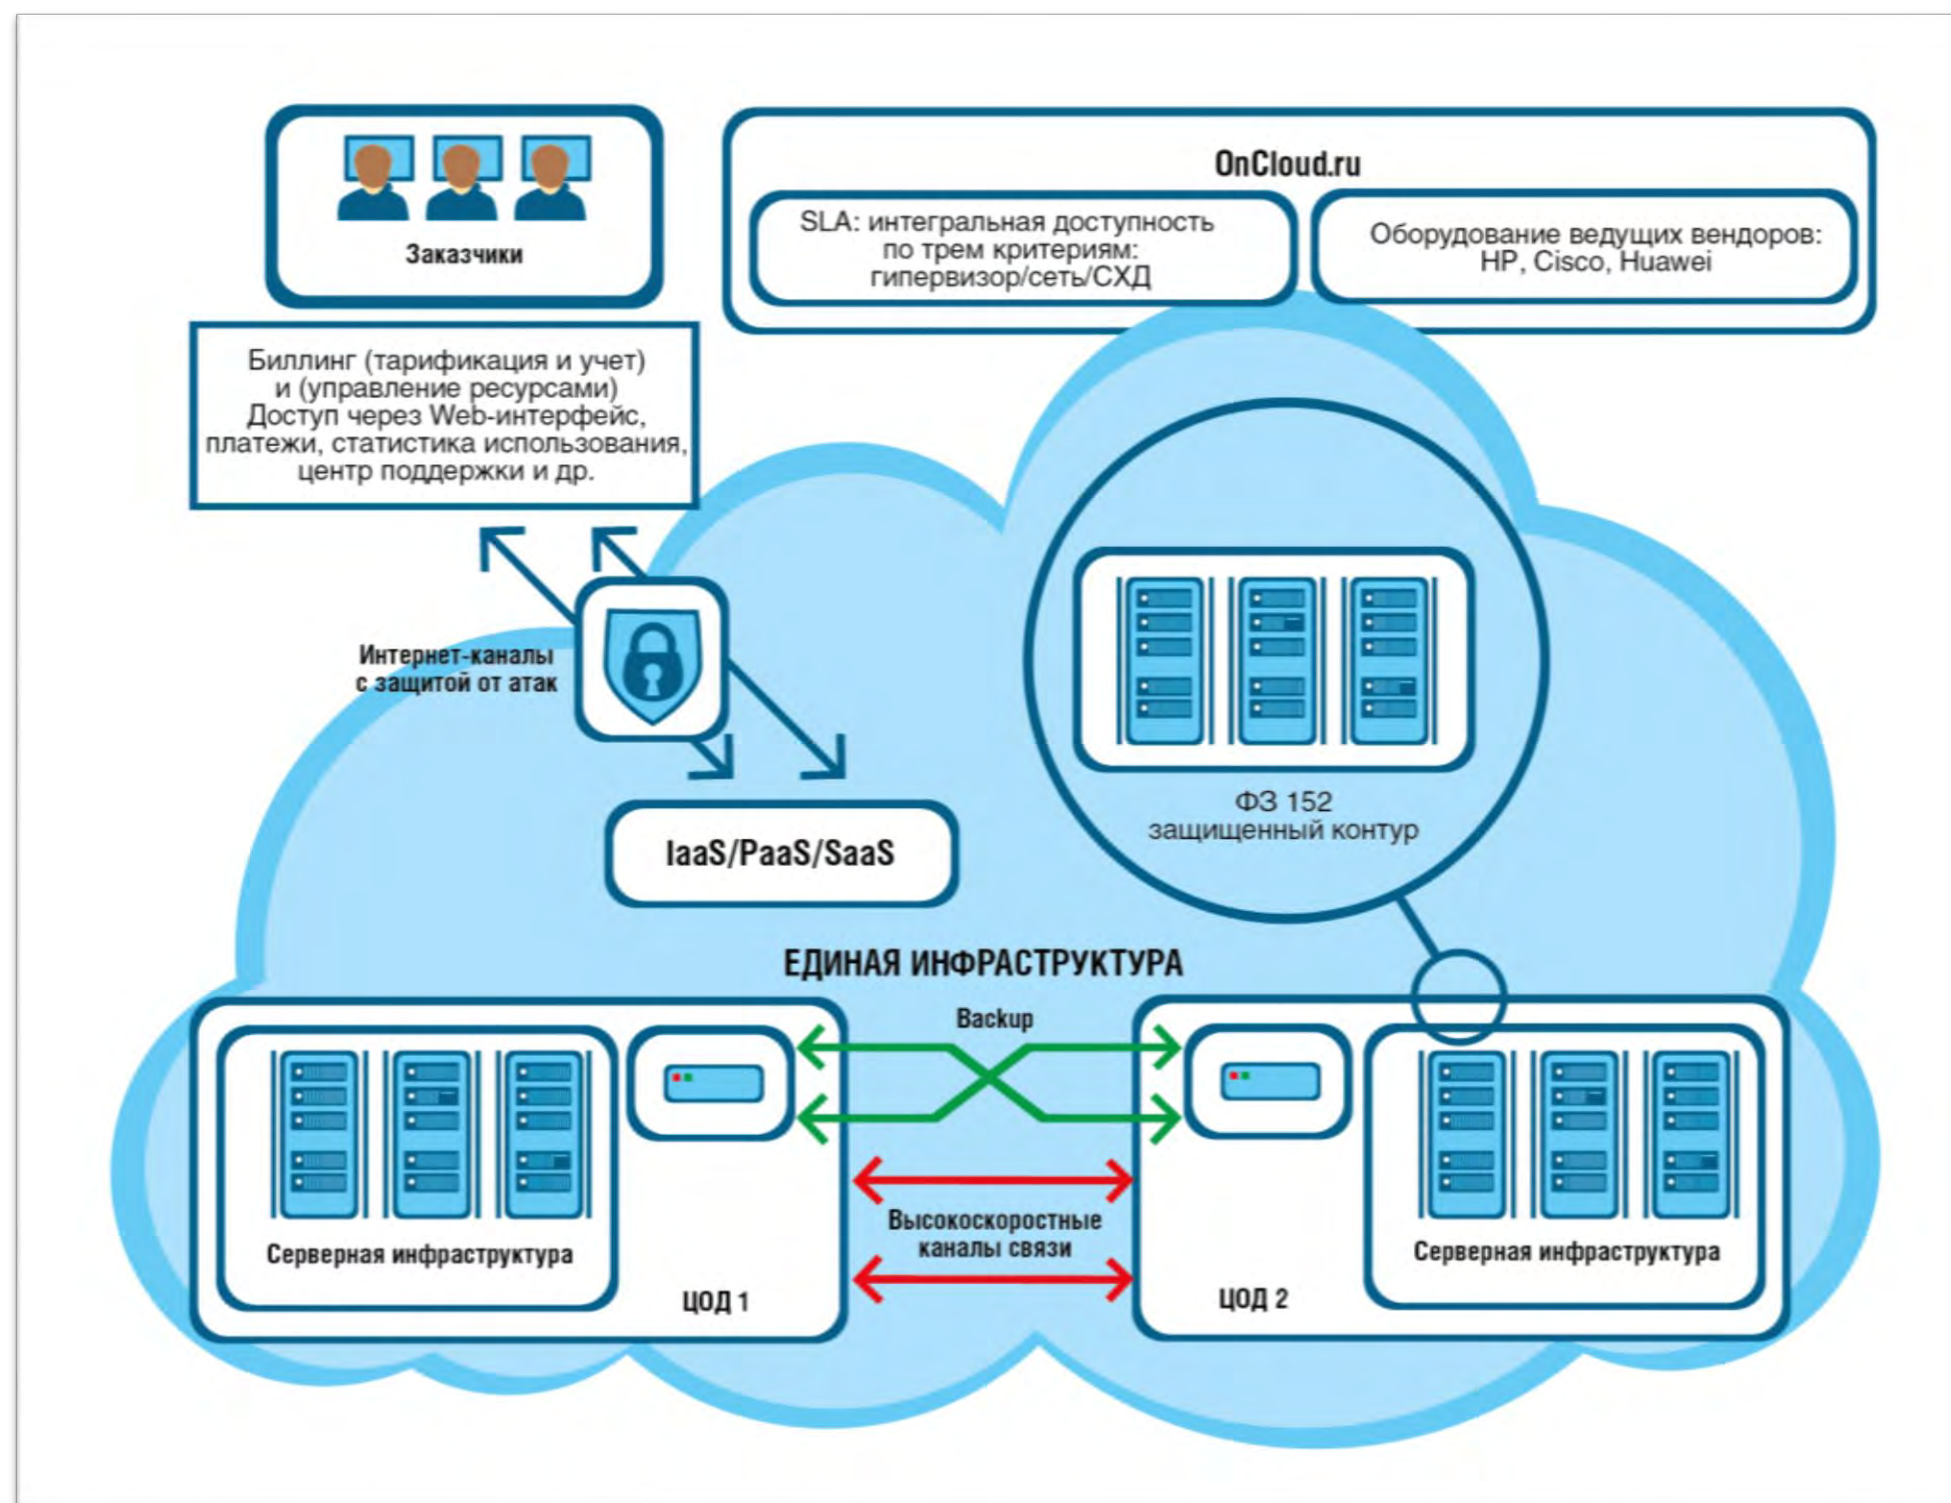 Заказчики
OnCloud.ru
SLA: интегральная доступность
по трем критериям:
гипервизор/сеть/СХД
Оборудование ведущих вендоров:
HP, Cisco, Huawei
Биллинг (тарификация и учет)
и (управление ресурсами)
Доступ через Web-интерфейс,
платежи, статистика использования,
центр поддержки и др.
Интернет-каналы
с защитой от атак
IaaS/PaaS/SaaS
ФЗ 152
защищенный контур
ЕДИНАЯ ИНФРАСТРУКТУРА
Backup
Высокоскоростные
каналы связи
Серверная инфраструктура
ЦОД 1
ЦОД 2
Серверная инфраструктура